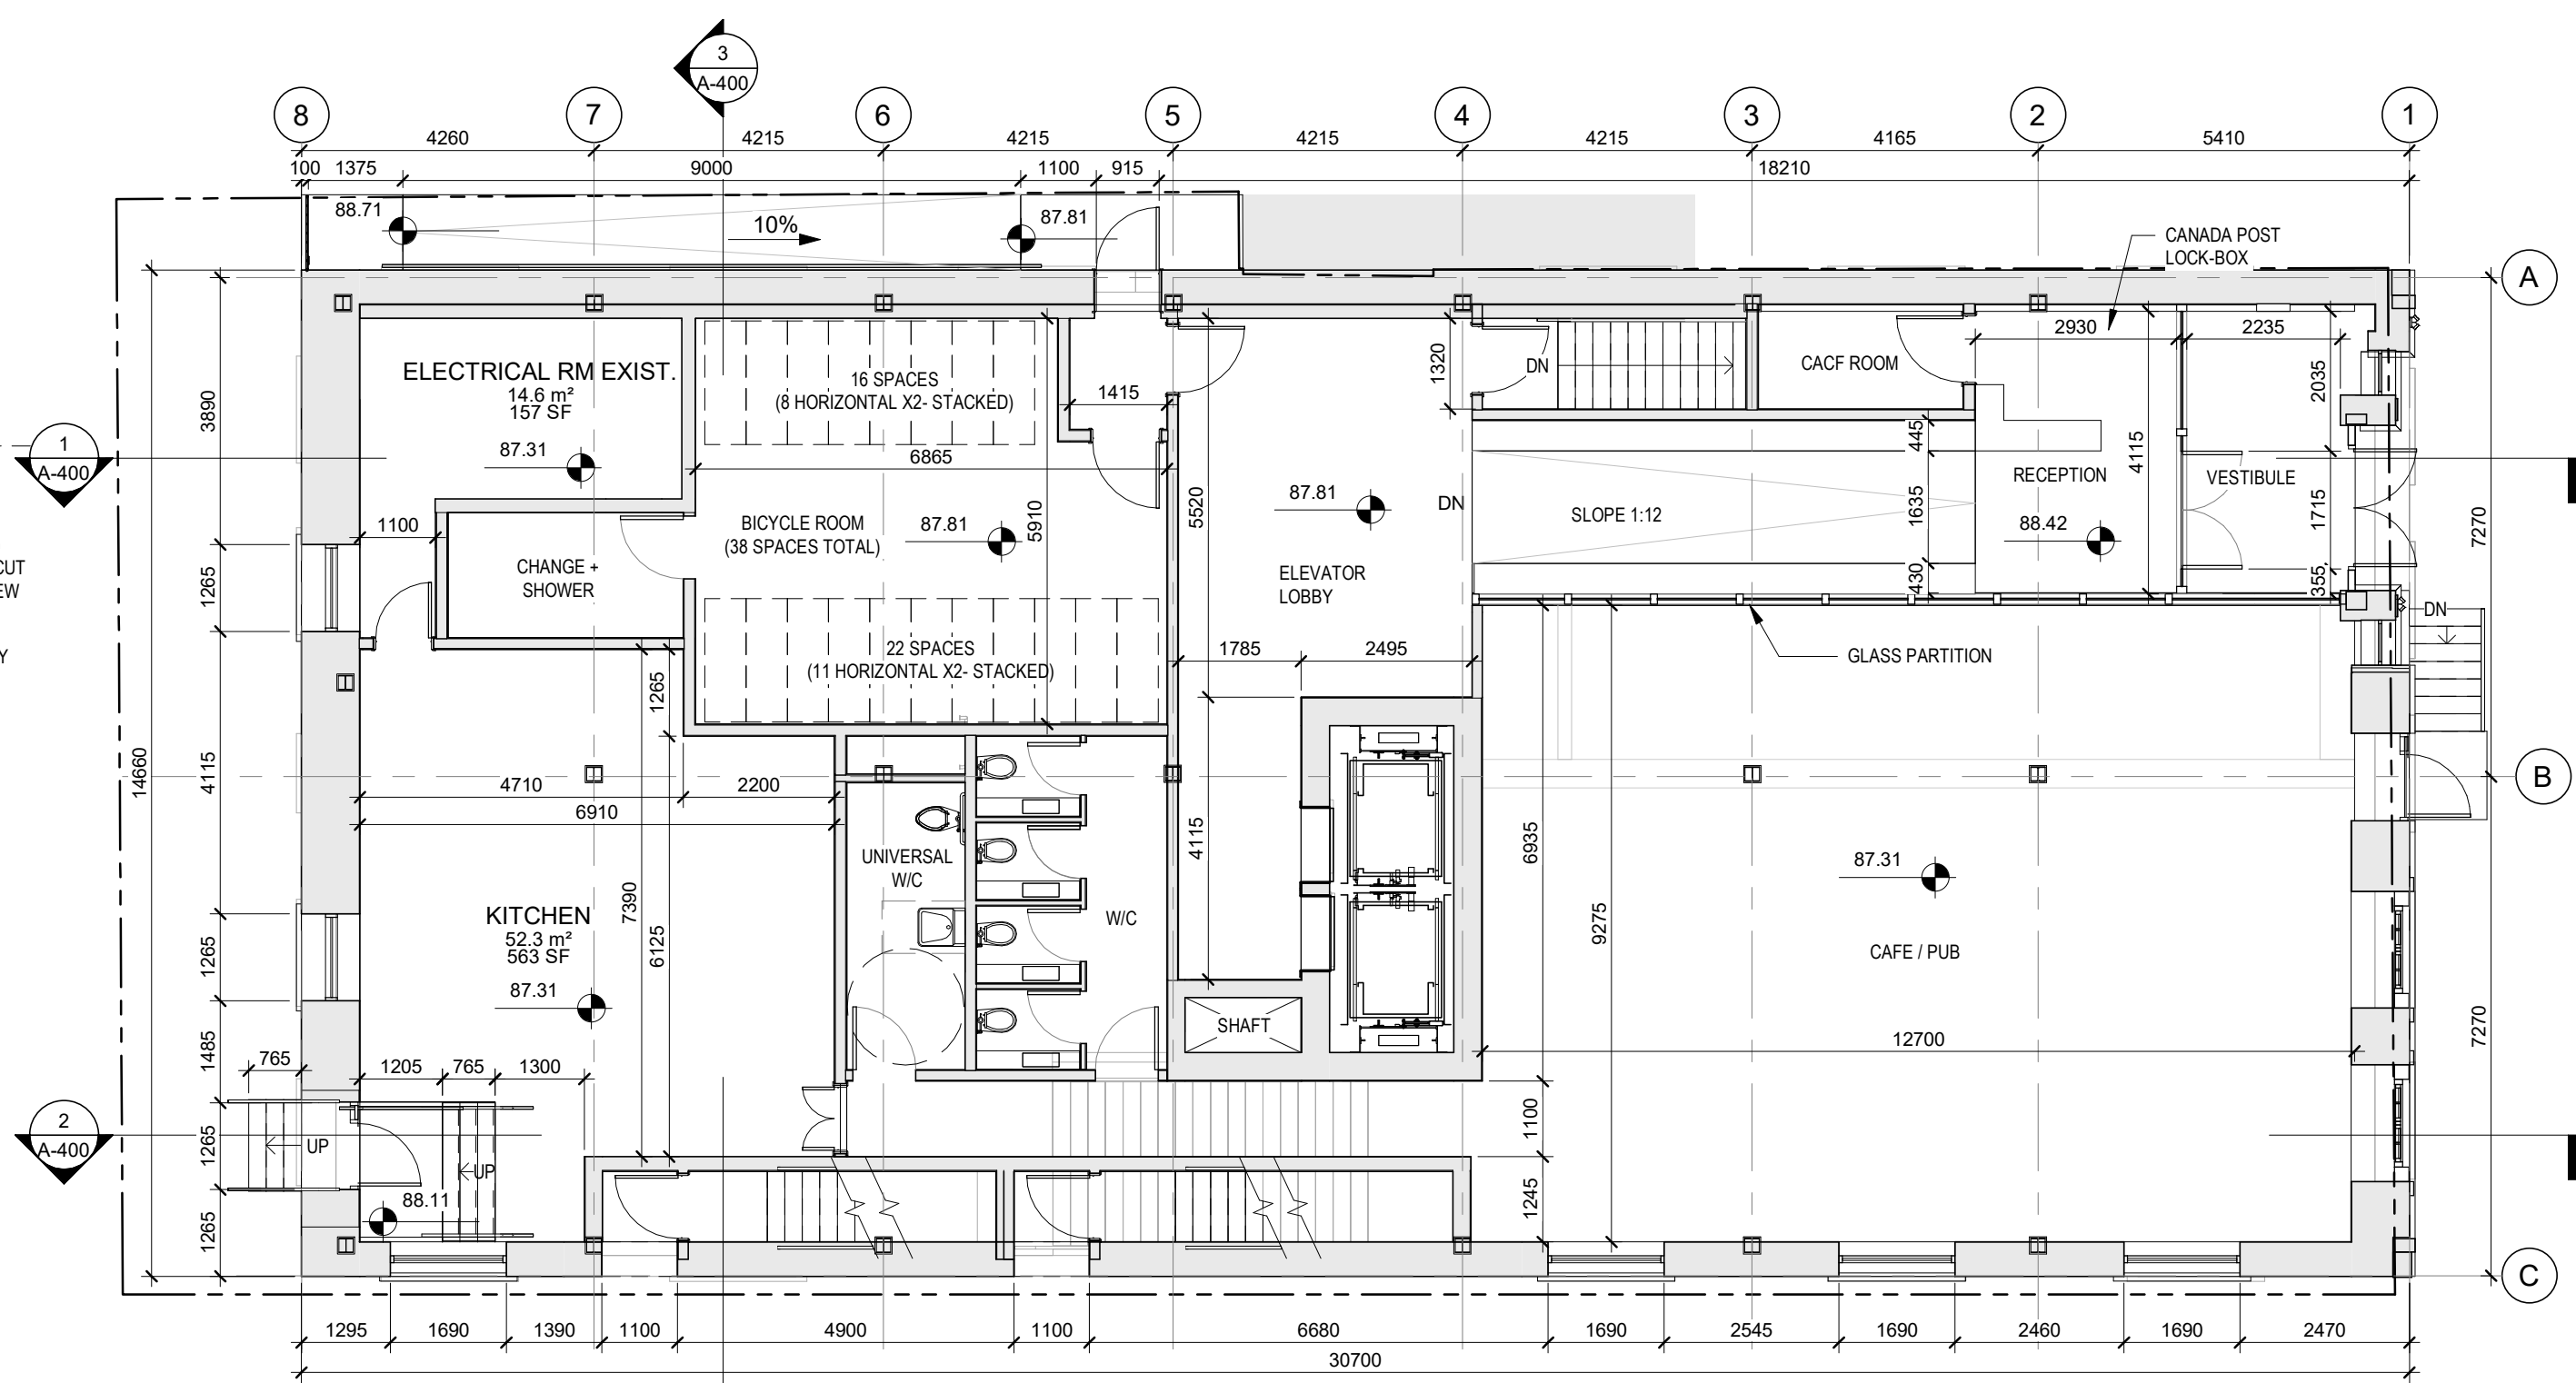 3
A-400
8
7
6
5
4
3
2
1
4260
4215
4215
4215
4215
4165
5410
100
1375
9000
1100
915
18210
88.71
10%
87.81
CANADA POST
LOCK-BOX
A
ELECTRICAL RM EXIST.
14.6 m²
157 SF
87.31
16 SPACES
(8 HORIZONTAL X2- STACKED)
1415
6865
1320
DN
CACF ROOM
2930
2235
2035
3890
1
A-400
445
4115
RECEPTION
VESTIBULE
1100
BICYCLE ROOM
(38 SPACES TOTAL)
87.81
5910
5520
87.81
DN
SLOPE 1:12
1635
88.42
1715
7270
CUT
EW
Y
1265
CHANGE +
SHOWER
ELEVATOR
LOBBY
430
355
DN
22 SPACES
(11 HORIZONTAL X2- STACKED)
1785
2495
GLASS PARTITION
1265
14660
4115
4710
2200
6910
B
UNIVERSAL
W/C
4115
6935
87.31
KITCHEN
52.3 m²
563 SF
87.31
7390
6125
W/C
9275
CAFE / PUB
1265
1485
SHAFT
12700
7270
765
1205
765
1300
2
A-400
1265
UP
UP
1100
88.11
1265
1245
C
1295
1690
1390
1100
4900
1100
6680
1690
2545
1690
2460
1690
2470
30700